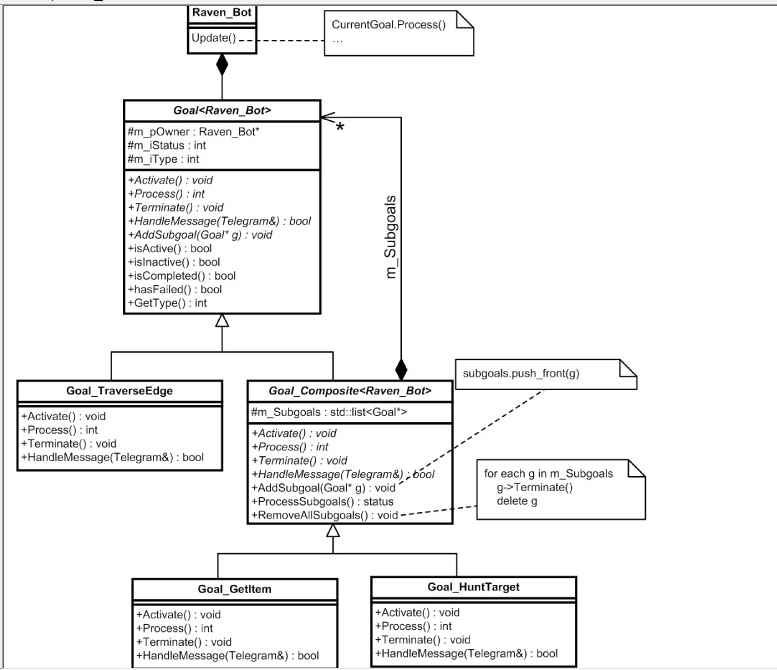 Raven_Bot
Update()
CurrentGoal.Process()
...
Goal<Raven_Bot>
#m_pOwner : Raven_Bot*
#m_iStatus : int
#m_iType : int
+Activate() : void
+Process() : int
+Terminate() : void
+HandleMessage(Telegram&) : bool
+AddSubgoal(Goal* g) : void
+isActive() : bool
+isInactive() : bool
+isCompleted() : bool
+hasFailed() : bool
+GetType() : int
*
m_Subgoals
Goal_TraverseEdge
+Activate() : void
+Process() : int
+Terminate() : void
+HandleMessage(Telegram&) : bool
Goal_Composite<Raven_Bot>
#m_Subgoals : std::list<Goal*>
+Activate() : void
+Process() : int
+Terminate() : void
+HandleMessage(Telegram&) : bool
+AddSubgoal(Goal* g) : void
+ProcessSubgoals() : status
+RemoveAllSubgoals() : void
subgoals.push_front(g)
for each g in m_Subgoals
g->Terminate()
delete g
Goal_GetItem
+Activate() : void
+Process() : int
+Terminate() : void
+HandleMessage(Telegram&) : bool
Goal_HuntTarget
+Activate() : void
+Process() : int
+Terminate() : void
+HandleMessage(Telegram&) : bool